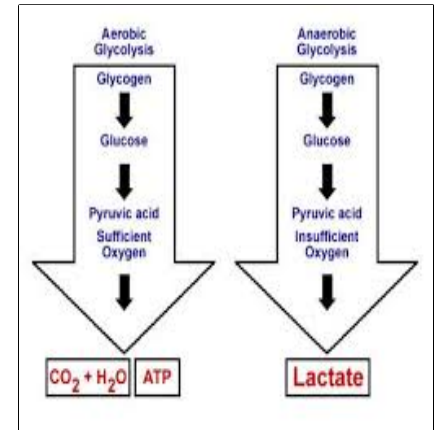 Aerobic
Glycolysis
Glycogen
Glucose
Pyruvic acid
Sufficient
Oxygen
CO₂ + H₂O
ATP
Anaerobic
Glycolysis
Glycogen
Glucose
Pyruvic acid
Insufficient
Oxygen
Lactate